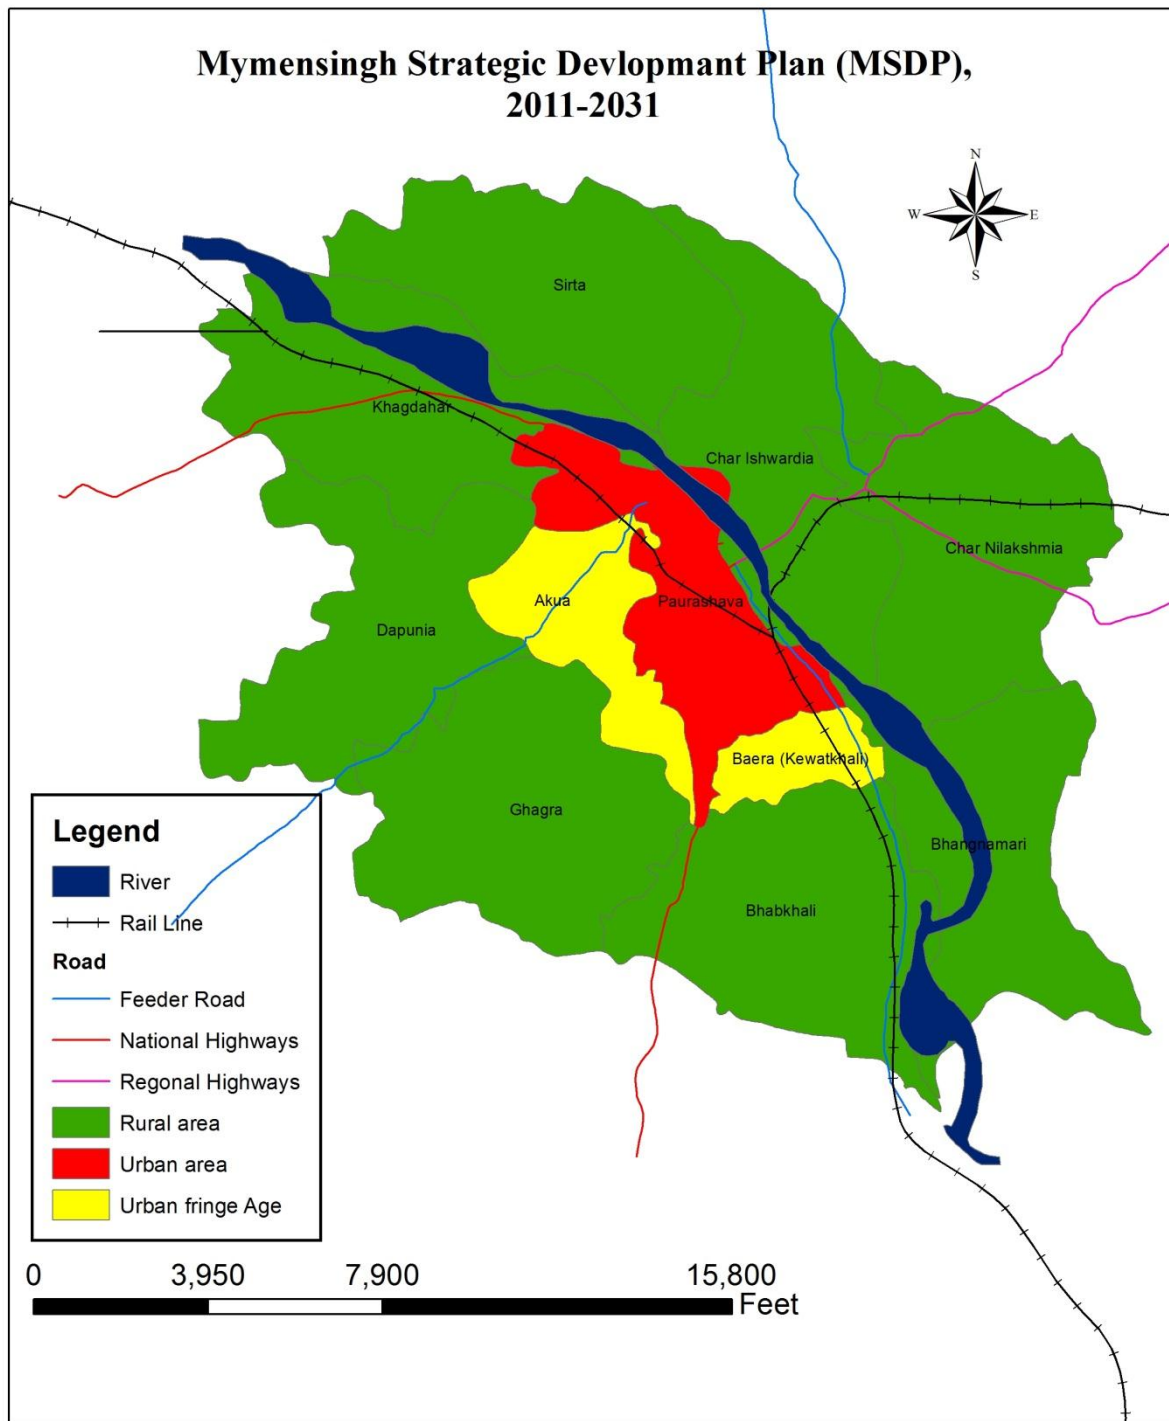 Mymensingh Strategic Devlopmant Plan (MSDP),
2011-2031
N
W
E
S
Sirta
Khagdahar
Char Ishwardia
Char Nilakshmia
Akua
Paurashava
Dapunia
Baera (Kewatkhali)
Ghagra
Bhangnamari
Bhabkhali
Legend
River
Rail Line
Road
Feeder Road
National Highways
Regonal Highways
Rural area
Urban area
Urban fringe Age
0 3,950 7,900 15,800
Feet